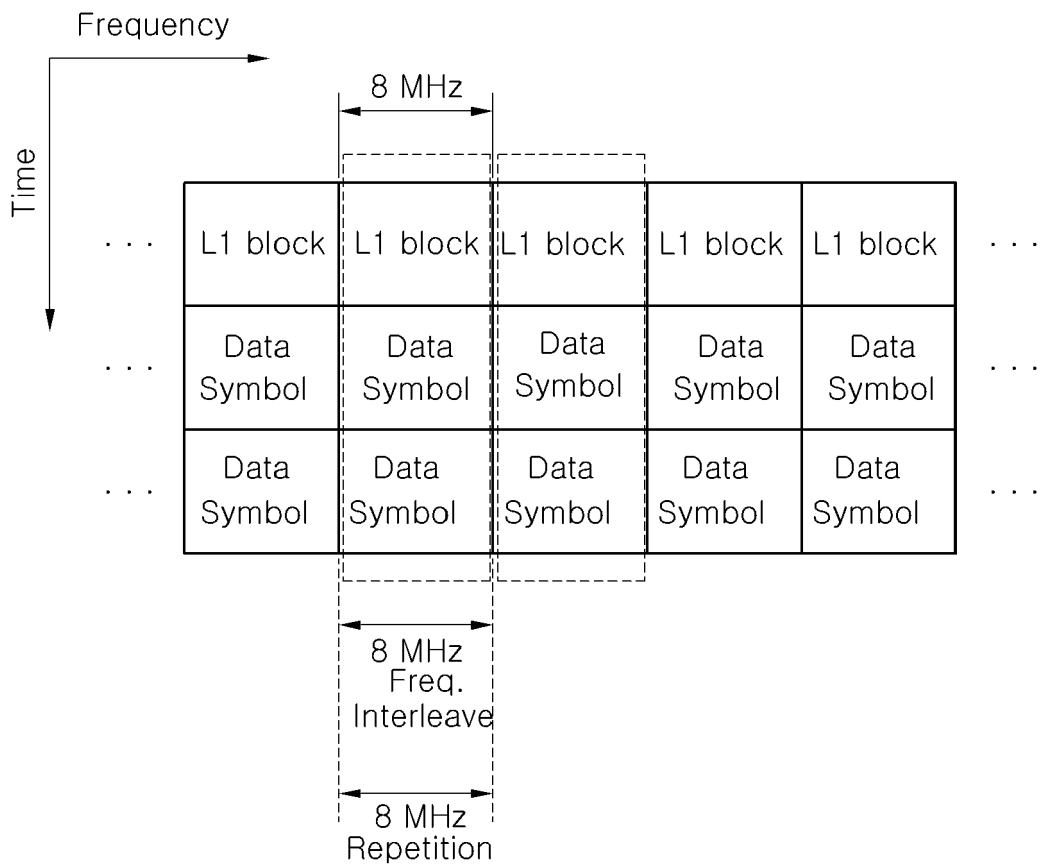 Frequency
8 MHz
Time
. . . L1 block L1 block L1 block L1 block L1 block . . .
Data Data Data Data Data
. . . Symbol Symbol Symbol Symbol Symbol . . .
Data Data Data Data Data
. . . Symbol Symbol Symbol Symbol Symbol . . .
8 MHz
Freq.
Interleave
8 MHz
Repetition